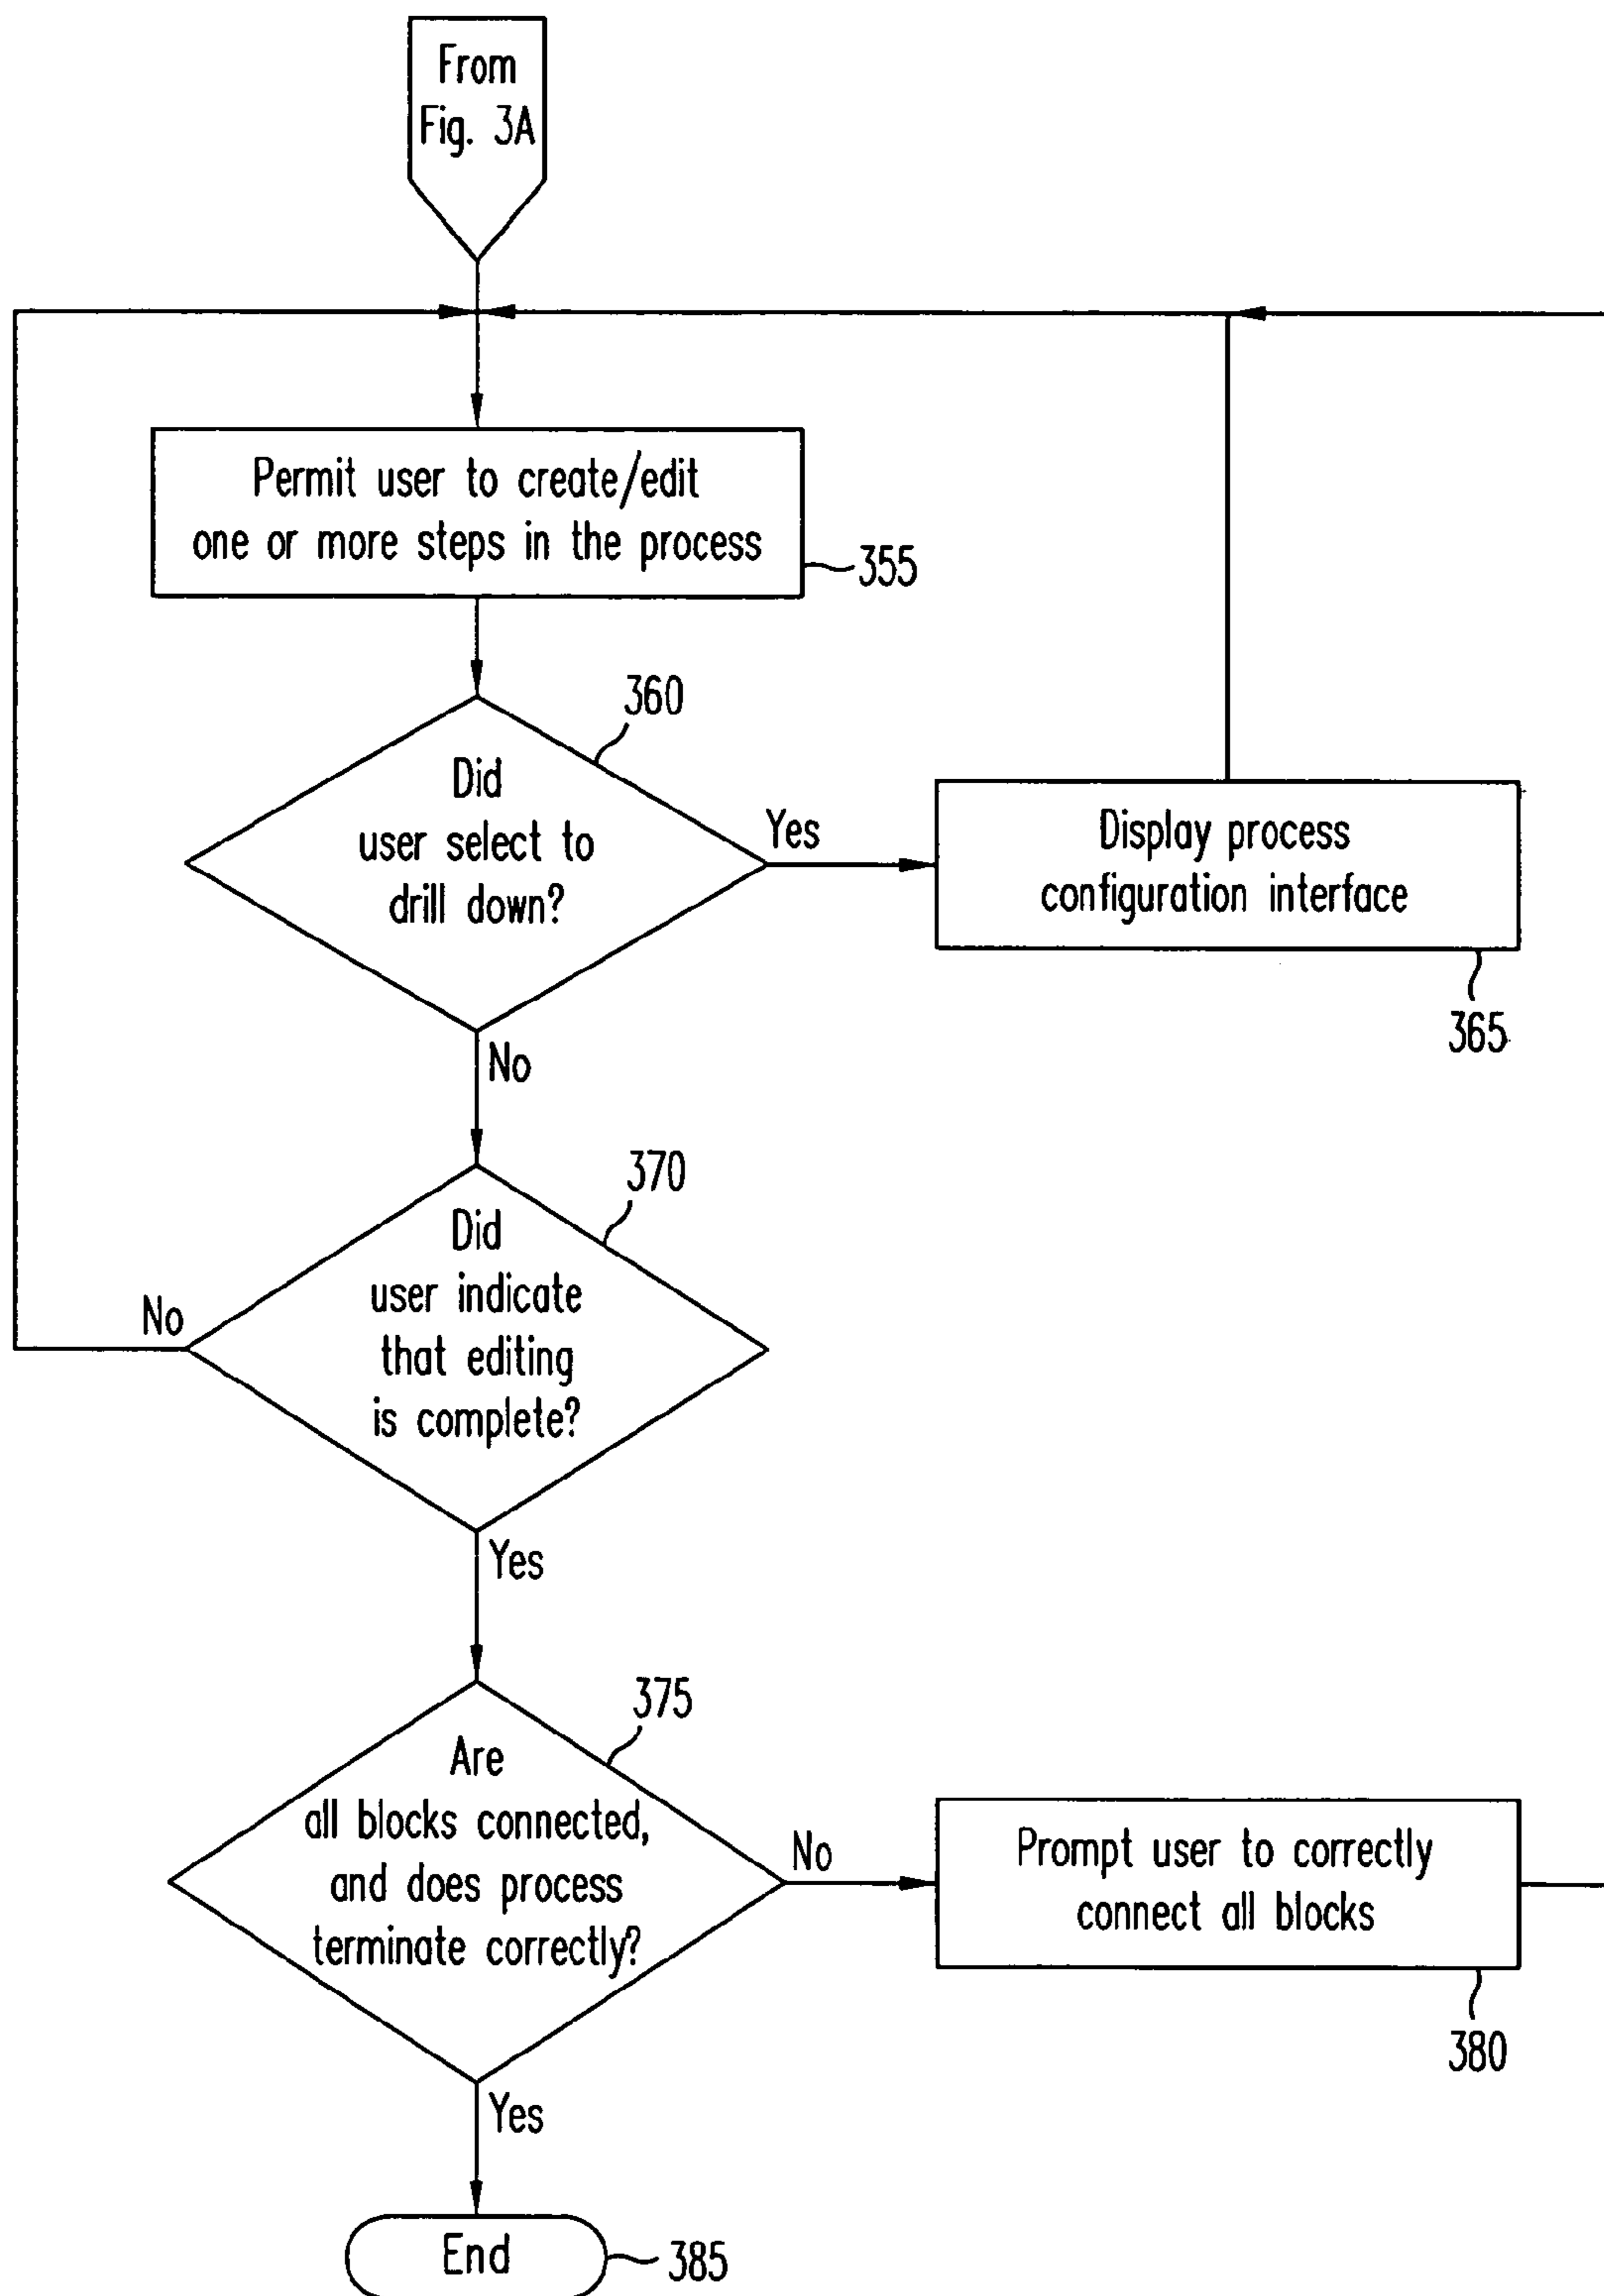 From
Fig. 3A
Permit user to create/edit
one or more steps in the process
355
360
Did
user select to
drill down?
Yes
Display process
configuration interface
365
No
370
Did
user indicate
that editing
is complete?
No
Yes
375
Are
all blocks connected,
and does process
terminate correctly?
No
Prompt user to correctly
connect all blocks
380
Yes
End
385